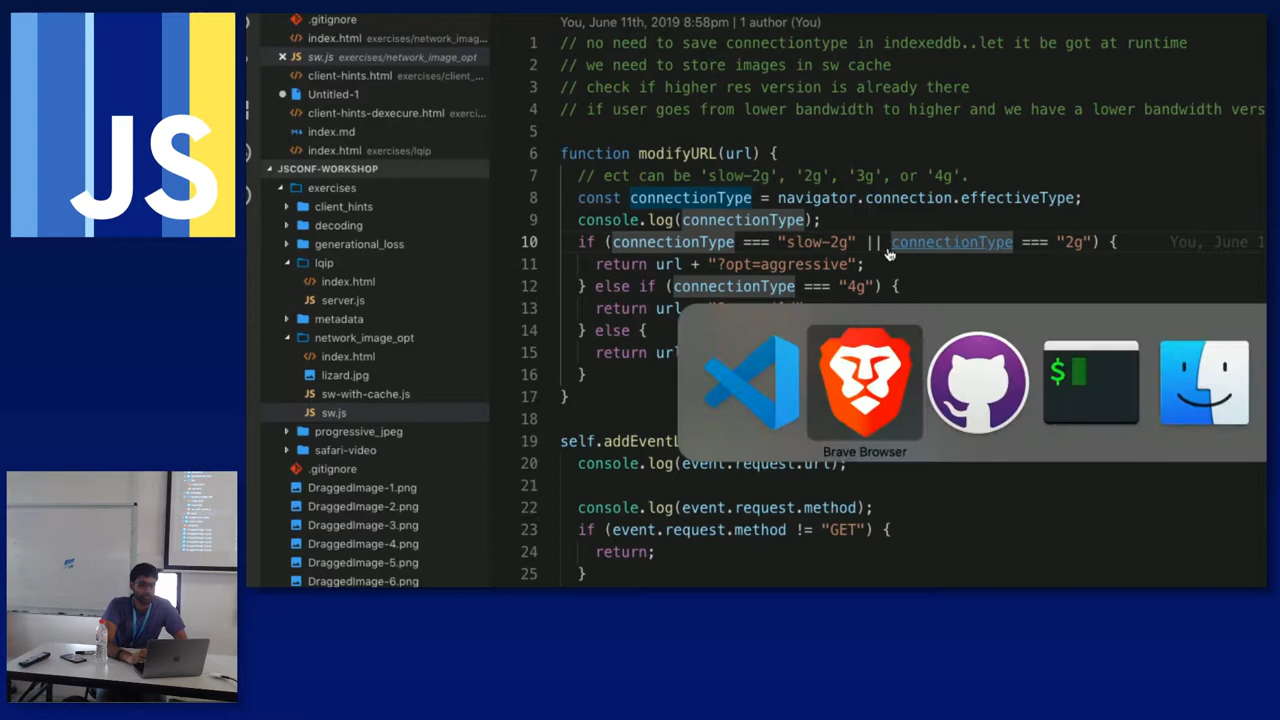 JS
.gitignore
index.html exercises/network_imag...
JS sw.js exercises/network_image_opt
client-hints.html exercises/client_...
Untitled-1
client-hints-dexecure.html exerci...
index.md
index.html exercises/lqip
JSCONF-WORKSHOP
exercises
client_hints
decoding
generational_loss
lqip
index.html
JS server.js
metadata
network_image_opt
index.html
lizard.jpg
JS sw-with-cache.js
JS sw.js
progressive_jpeg
safari-video
.gitignore
DraggedImage-1.png
DraggedImage-2.png
DraggedImage-3.png
DraggedImage-4.png
DraggedImage-5.png
DraggedImage-6.png
You, June 11th, 2019 8:58pm | 1 author (You)
1 // no need to save connectiontype in indexeddb..let it be got at runtime
2 // we need to store images in sw cache
3 // check if higher res version is already there
4 // if user goes from lower bandwidth to higher and we have a lower bandwidth vers
5
6 function modifyURL(url) {
7 // ect can be 'slow-2g', '2g', '3g', or '4g'.
8 const connectionType = navigator.connection.effectiveType;
9 console.log(connectionType);
10 if (connectionType === "slow-2g" || connectionType === "2g") { You, June 1
11 return url + "?opt=aggressive";
12 } else if (connectionType === "4g") {
13 return url
14 } else {
15 return url
16 }
17 }
18
19 self.addEventL
20 console.log(event.request.url);
21
22 console.log(event.request.method);
23 if (event.request.method != "GET") {
24 return;
25 }
$
Brave Browser